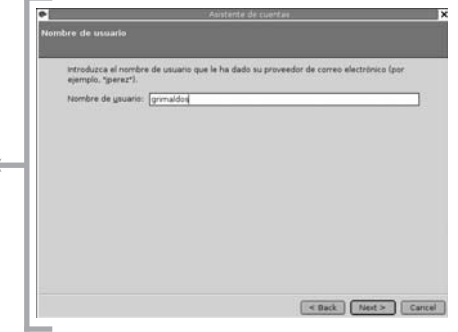 Asistente de cuentas
Nombre de usuario
Introduzca el nombre de usuario que le ha dado su proveedor de correo electrónico (por
ejemplo, "jperez").
Nombre de usuario: grimaldos
< Back Next > Cancel